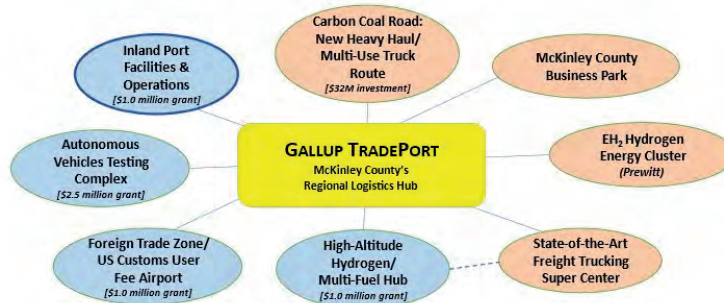 Carbon Coal Road:
New Heavy Haul/
Multi-Use Truck
Route
[$32M investment]
Inland Port
Facilities &
Operations
[$1.0 million grant]
McKinley County
Business Park
Autonomous
Vehicles Testing
Complex
[$2.5 million grant]
GALLUP TRADEPORT
McKinley County's
Regional Logistics Hub
EH₂ Hydrogen
Energy Cluster
(Prewitt)
Foreign Trade Zone/
US Customs User
Fee Airport
[$1.0 million grant]
High-Altitude
Hydrogen/
Multi-Fuel Hub
[$1.0 million grant]
State-of-the-Art
Freight Trucking
Super Center